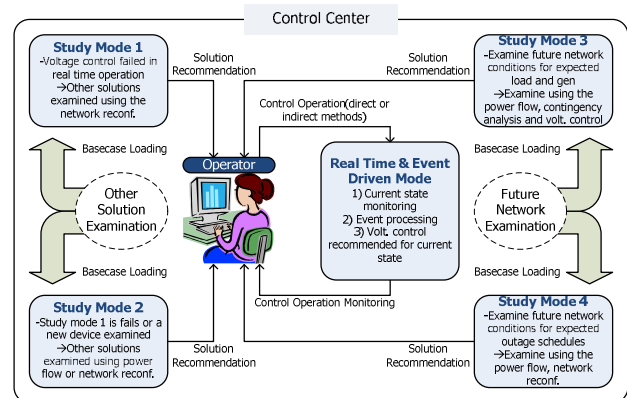 Control Center
Study Mode 1
-Voltage control failed in
real time operation
→Other solutions
examined using the
network reconf.
Solution
Recommendation
Solution
Recommendation
Study Mode 3
-Examine future network
conditions for expected
load and gen
→Examine using the
power flow, contingency
analysis and volt. control
Control Operation(direct or
indirect methods)
Basecase Loading
Operator
Real Time & Event
Driven Mode
1) Current state
monitoring
2) Event processing
3) Volt. control
recommended for current
state
Basecase Loading
Other
Solution
Examination
Future
Network
Examination
Basecase Loading
Basecase Loading
Control Operation Monitoring
Study Mode 2
-Study mode 1 is fails or a
new device examined
→Other solutions
examined using power
flow or network reconf.
Solution
Recommendation
Solution
Recommendation
Study Mode 4
-Examine future network
conditions for expected
outage schedules
→Examine using the
power flow, network
reconf.